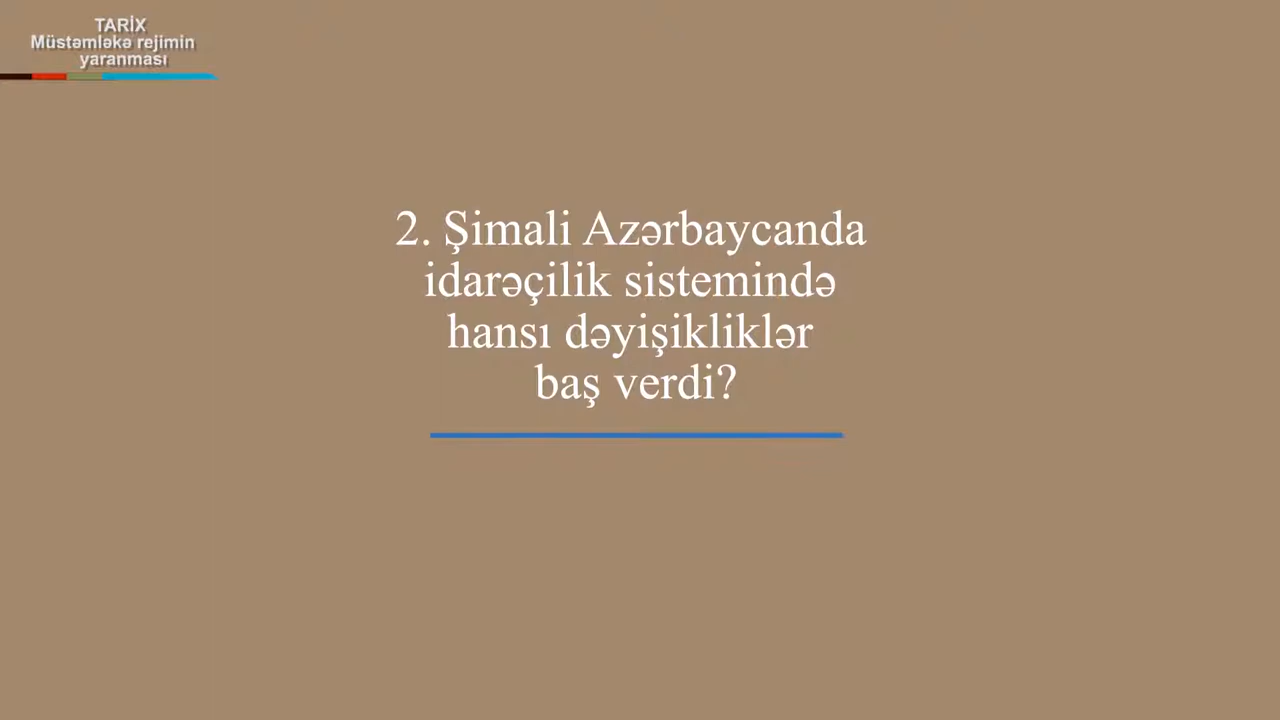 TARİX
Müstəmləkə rejimin
yaranması
2. Şimali Azərbaycanda
idarəçilik sistemində
hansı dəyişikliklər
baş verdi?